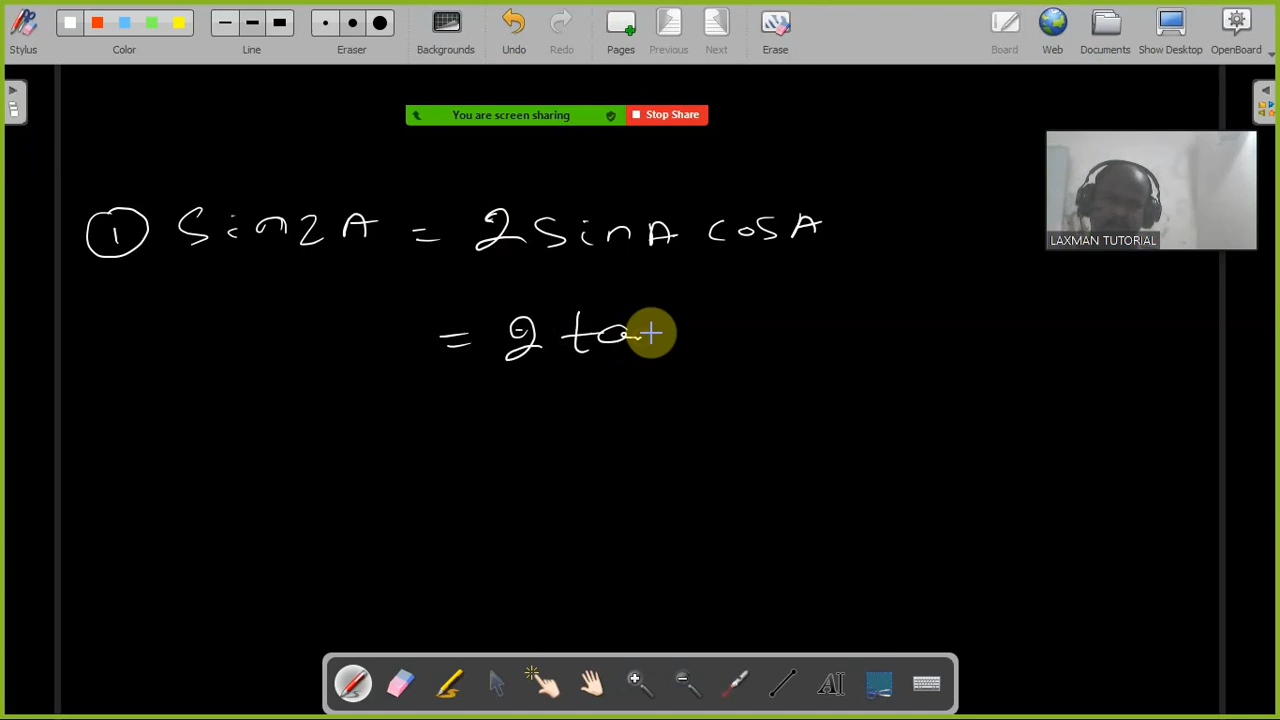 Stylus Color Line Eraser Backgrounds Undo Redo Pages Previous Next Erase Board Web Documents Show Desktop OpenBoard
You are screen sharing Stop Share
① Sin2A = 2SinA cosA
LAXMAN TUTORIAL
= 2 ta
AI